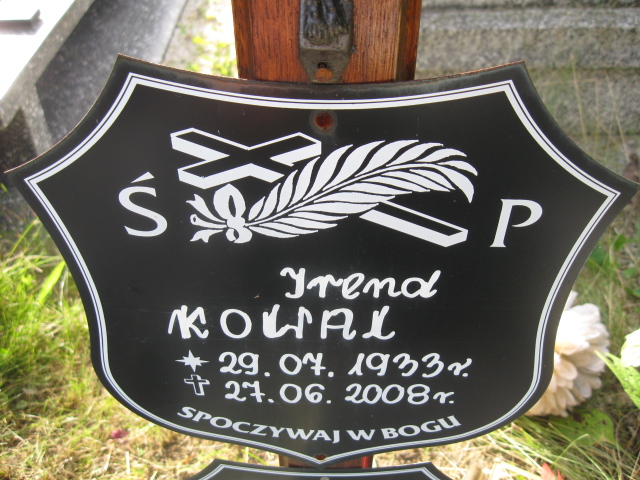 Ś P
Irena
KOWAL
29.07.1933r.
27.06.2008r.
SPOCZYWAJ W BOGU